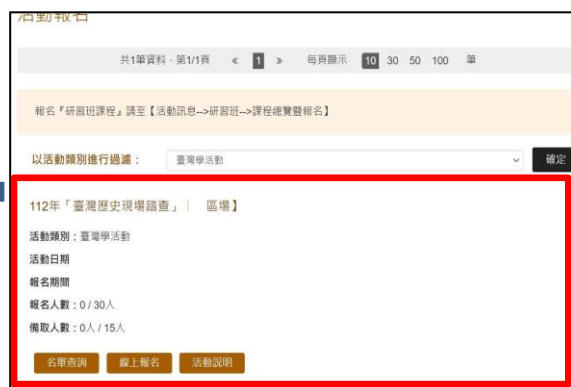 活動報名
共1筆資料・第1/1頁 « 1 » 每頁顯示 10 30 50 100 筆
報名『研習班課程』請至【活動訊息-->研習班-->課程總覽暨報名】
以活動類別進行過濾： 臺灣學活動 確定
112年「臺灣歷史現場踏查」｜ 區場】
活動類別：臺灣學活動
活動日期
報名期間
報名人數：0 / 30人
備取人數：0人 / 15人
名單查詢 線上報名 活動說明